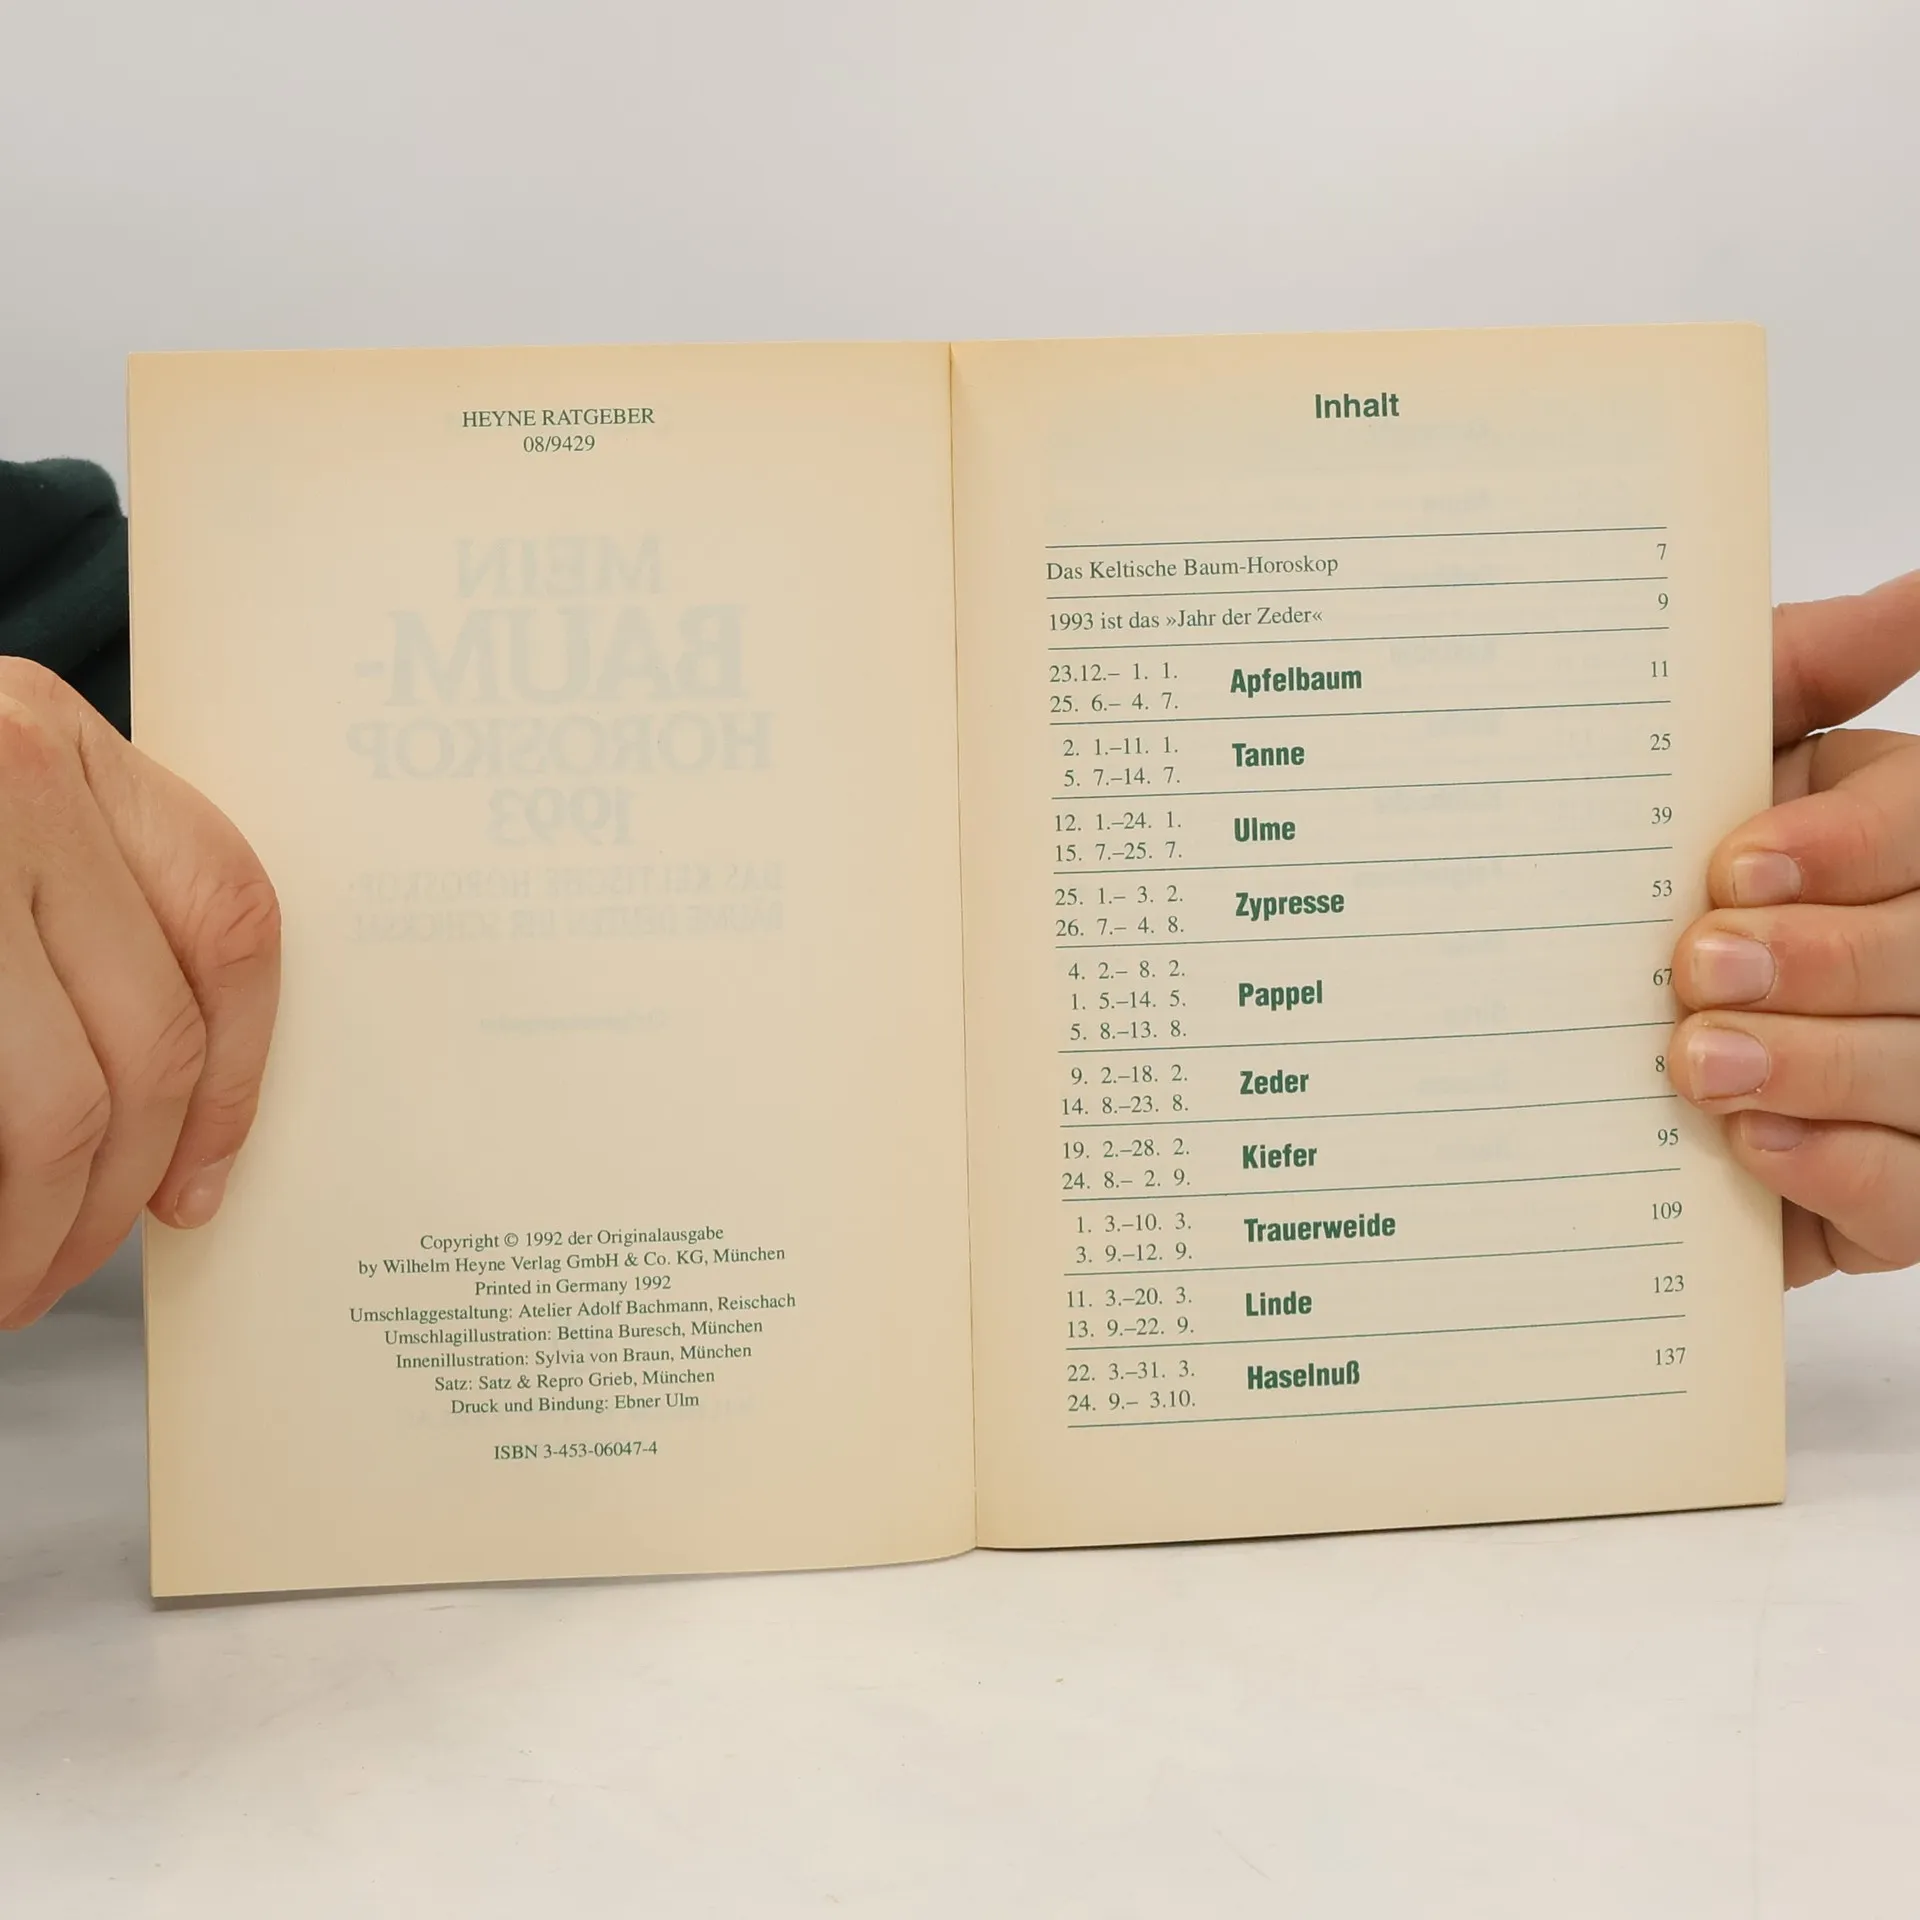 HEYNE RATGEBER
08/9429
MEIN
BAUM-
HOROSKOP
1993
Copyright © 1992 der Originalausgabe
by Wilhelm Heyne Verlag GmbH & Co. KG, München
Printed in Germany 1992
Umschlaggestaltung: Atelier Adolf Bachmann, Reischach
Umschlagillustration: Bettina Buresch, München
Innenillustration: Sylvia von Braun, München
Satz: Satz & Repro Grieb, München
Druck und Bindung: Ebner Ulm
ISBN 3-453-06047-4
Inhalt
Das Keltische Baum-Horoskop 7
1993 ist das »Jahr der Zeder« 9
23.12.– 1. 1.
25. 6.– 4. 7.
Apfelbaum 11
2. 1.–11. 1.
5. 7.–14. 7.
Tanne 25
12. 1.–24. 1.
15. 7.–25. 7.
Ulme 39
25. 1.– 3. 2.
26. 7.– 4. 8.
Zypresse 53
4. 2.– 8. 2.
1. 5.–14. 5.
5. 8.–13. 8.
Pappel 67
9. 2.–18. 2.
14. 8.–23. 8.
Zeder 8
19. 2.–28. 2.
24. 8.– 2. 9.
Kiefer 95
1. 3.–10. 3.
3. 9.–12. 9.
Trauerweide 109
11. 3.–20. 3.
13. 9.–22. 9.
Linde 123
22. 3.–31. 3.
24. 9.– 3.10.
Haselnuß 137